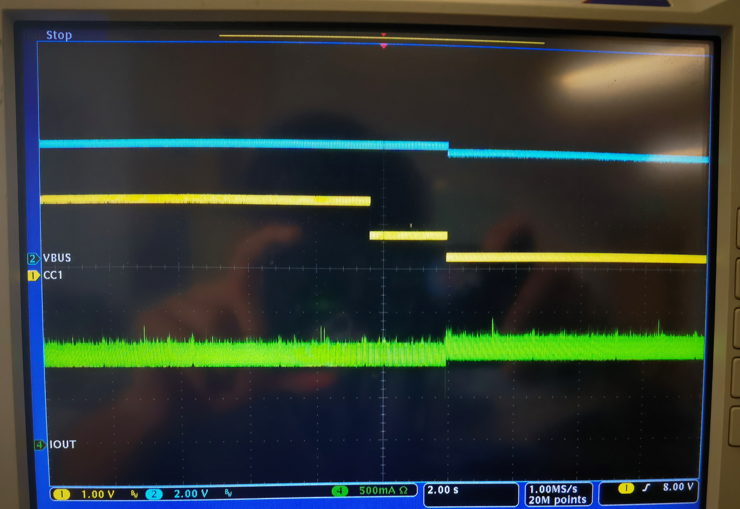 Stop
2 VBUS
1 CC1
4 IOUT
1 1.00 V 2 2.00 V 4 500mA Ω 2.00 s 1.00MS/s 1 8.00 V
20M points